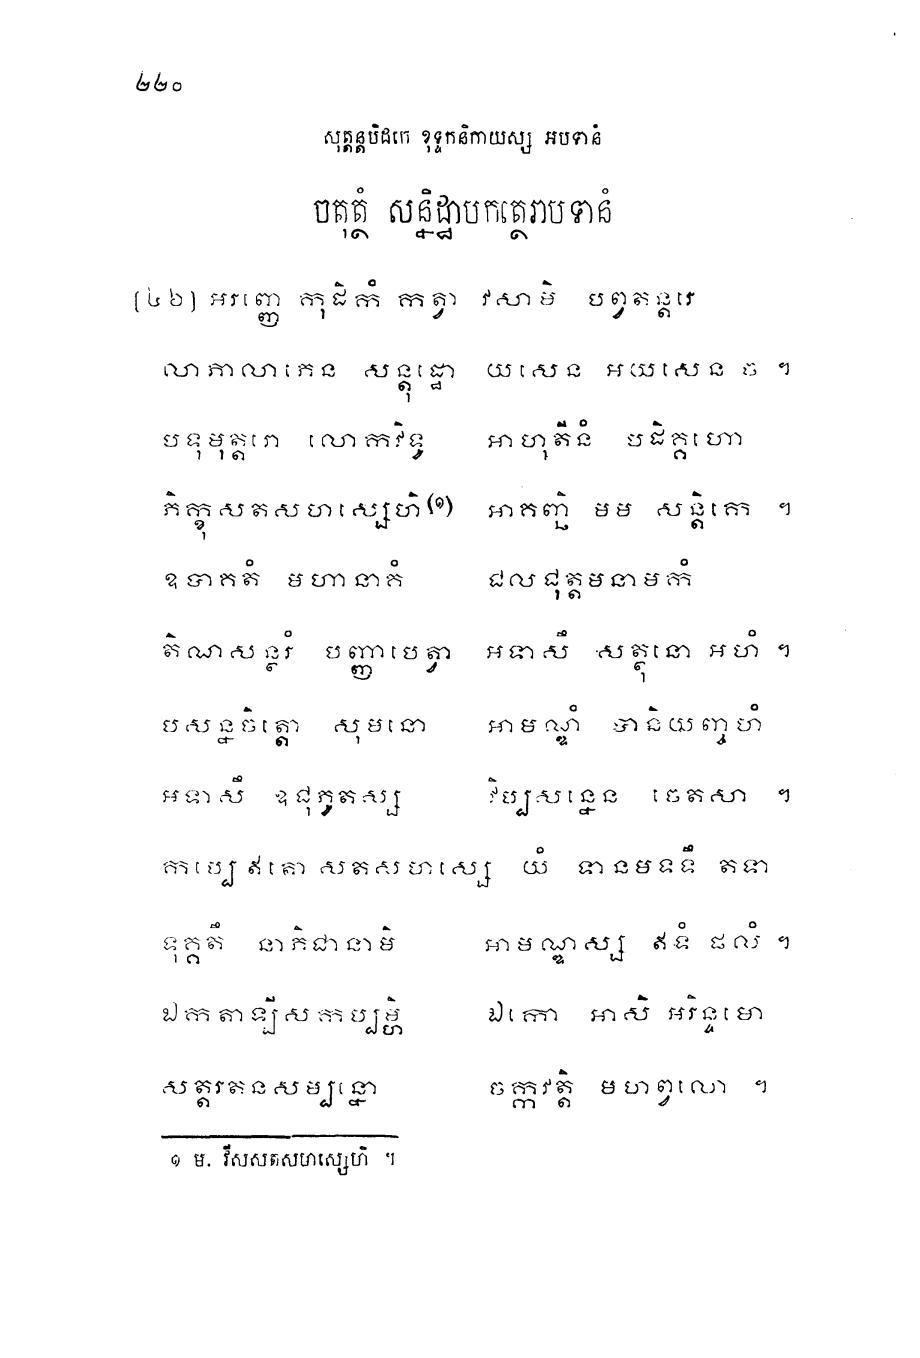 ២២០
សុត្តន្តបិដកេ ខុទ្ទកនិកាយស្ស អបទានំ
ចតុត្ថំ សន្និដ្ឋាបកត្ថេរាបទានំ
[៤៦] អរញ្ញេ កុដិកំ កត្វា វសាមិ បព្វតន្តរេ
លាភាលាភេន សន្តុដ្ឋោ យសេន អយសេន ច ។
បទុមុត្តរោ លោកវិទូ អាហុតីនំ បដិគ្គហោ
ភិក្ខុសតសហស្សេហិ(១) អាគញ្ឆិ មម សន្តិកេ ។
ឧបាគតំ មហានាគំ ជលជុត្តមនាមកំ
តិណសន្ថរំ បញ្ញាបេត្វា អទាសឹ សត្ថុនោ អហំ ។
បសន្នចិត្តោ សុមនោ អាមណ្ឌំ បានិយញ្ចហំ
អទាសឹ ឧជុភូតស្ស វិប្បសន្នេន ចេតសា ។
កប្បេ ឥតោ សតសហស្សេ យំ ទានមទទឹ តទា
ទុគ្គតឹ នាភិជានាមិ អាមណ្ឌស្ស ឥទំ ផលំ ។
ឯកតាឡីសកប្បម្ហិ ឯកោ អាសិ អរិន្ទមោ
សត្តរតនសម្បន្នោ ចក្កវត្តិ មហព្វលោ ។
១ ម. វីសសតសហស្សេហិ ។